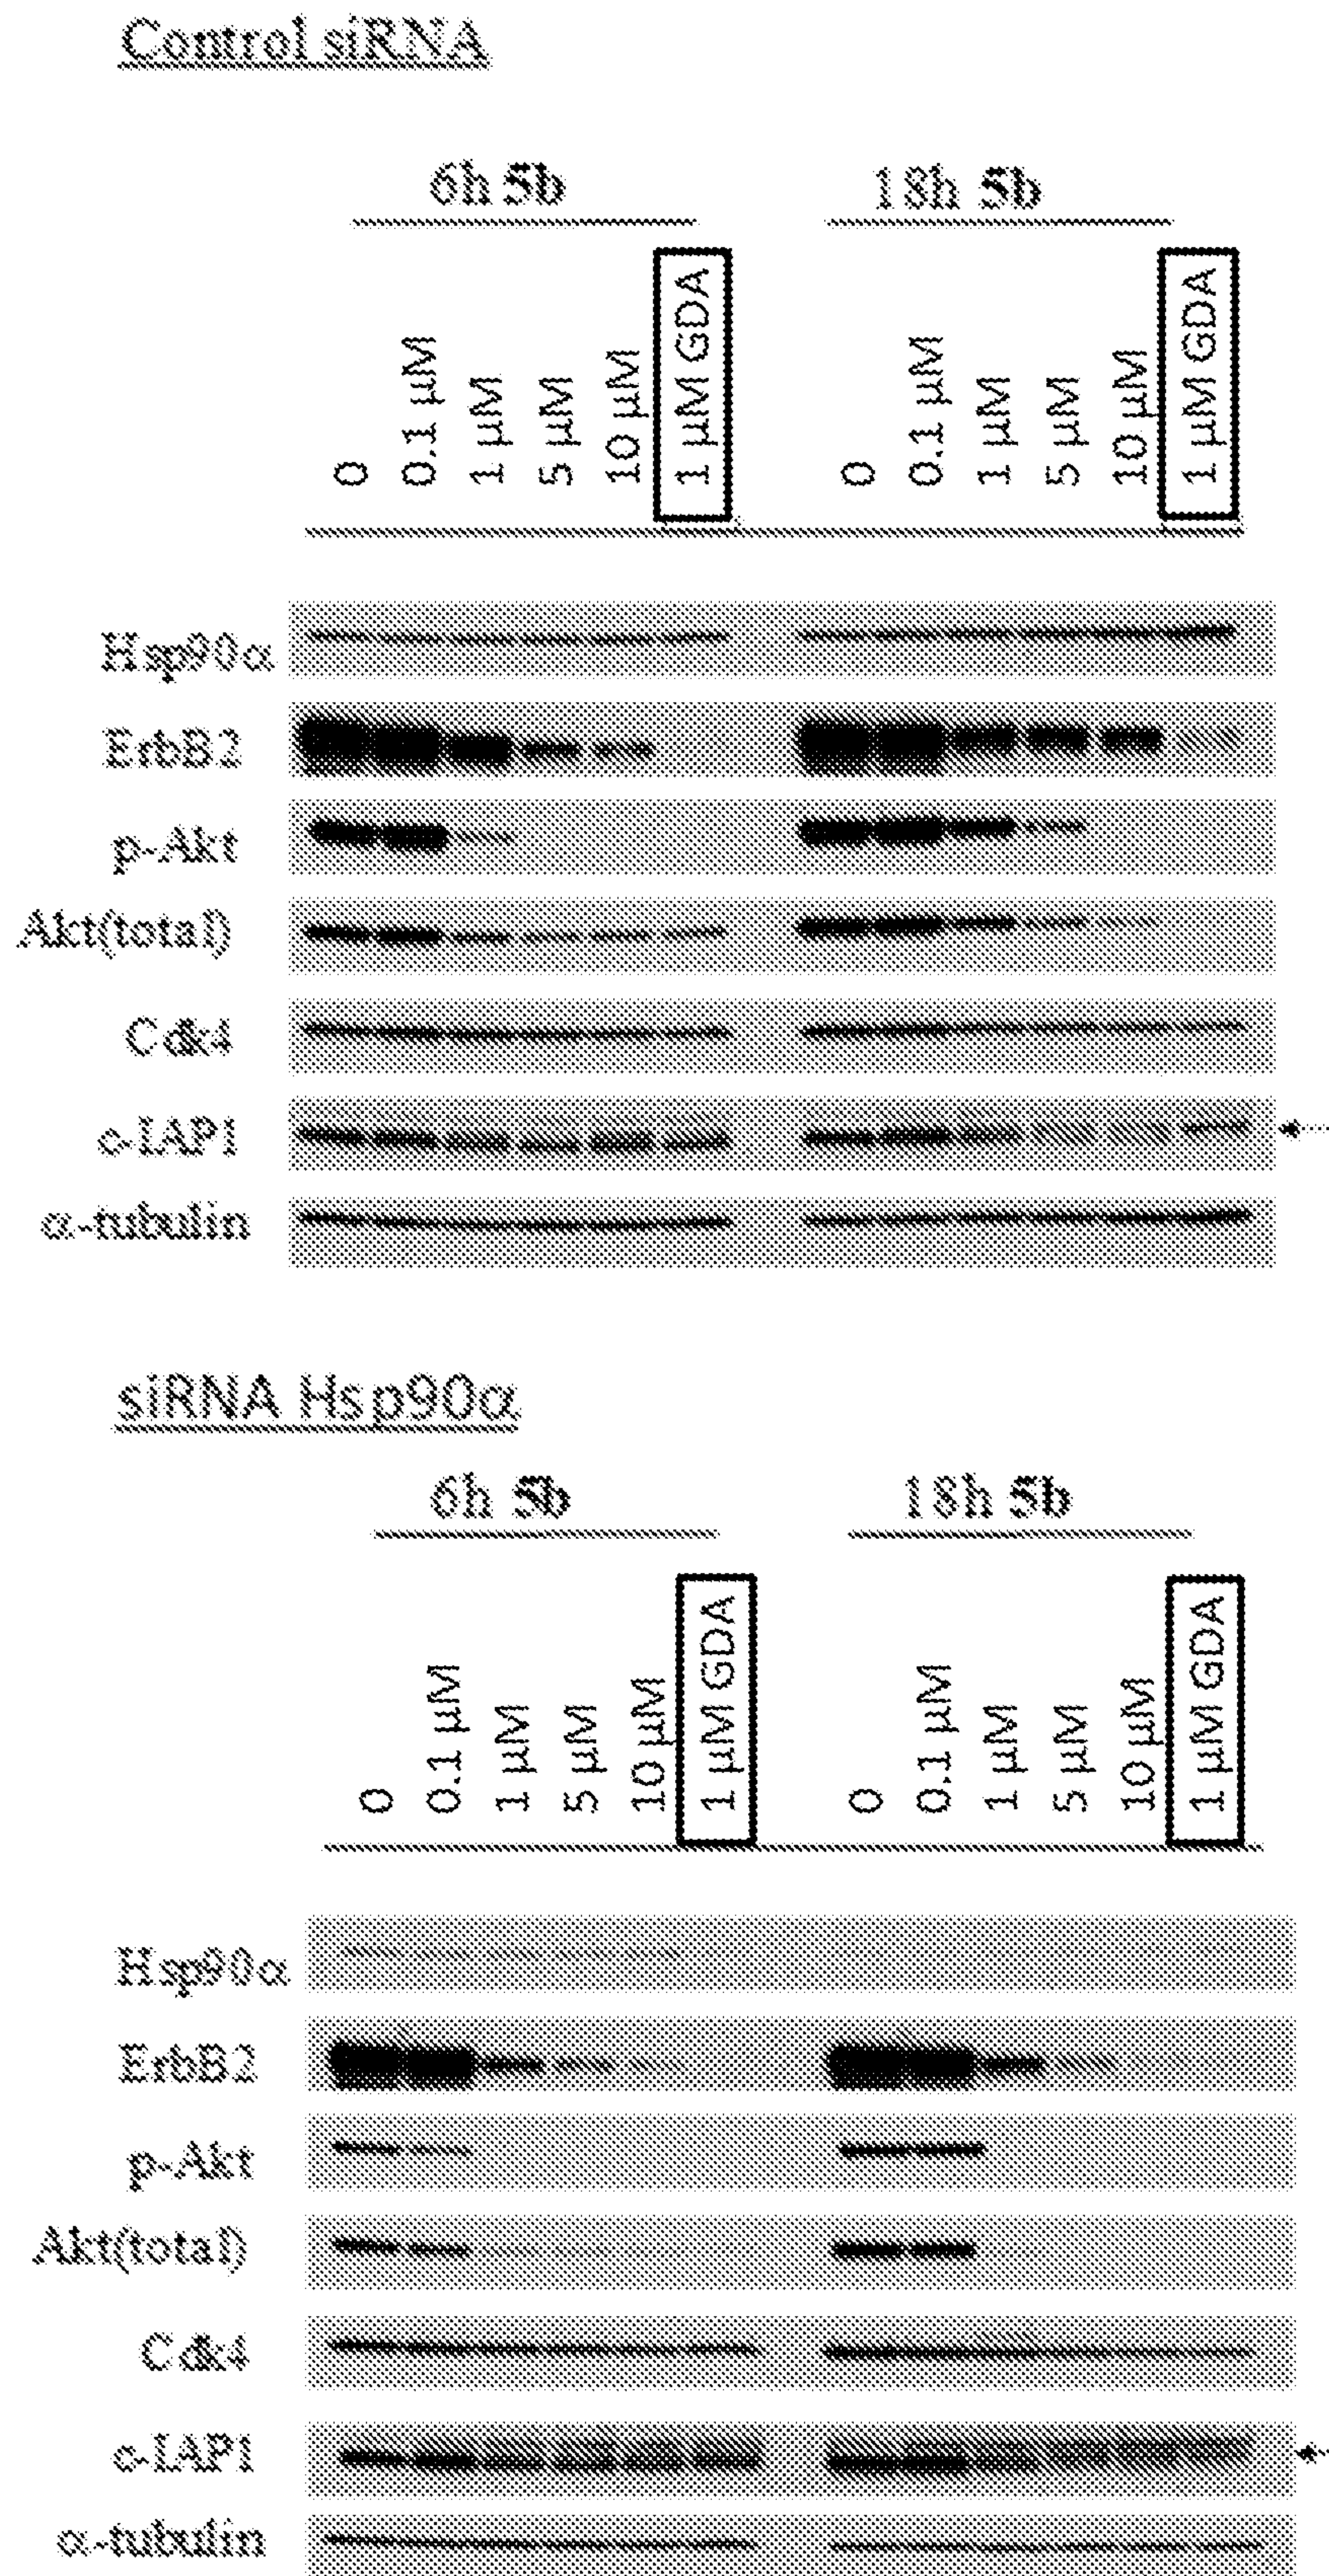 Control siRNA
6h 5b 18h 5b
0 0.1 µM 1 µM 5 µM 10 µM 1 µM GDA 0 0.1 µM 1 µM 5 µM 10 µM 1 µM GDA
Hsp90α
ErbB2
p-Akt
Akt(total)
Cdk4
c-IAP1
α-tubulin
siRNA Hsp90α
6h 5b 18h 5b
0 0.1 µM 1 µM 5 µM 10 µM 1 µM GDA 0 0.1 µM 1 µM 5 µM 10 µM 1 µM GDA
Hsp90α
ErbB2
p-Akt
Akt(total)
Cdk4
c-IAP1
α-tubulin